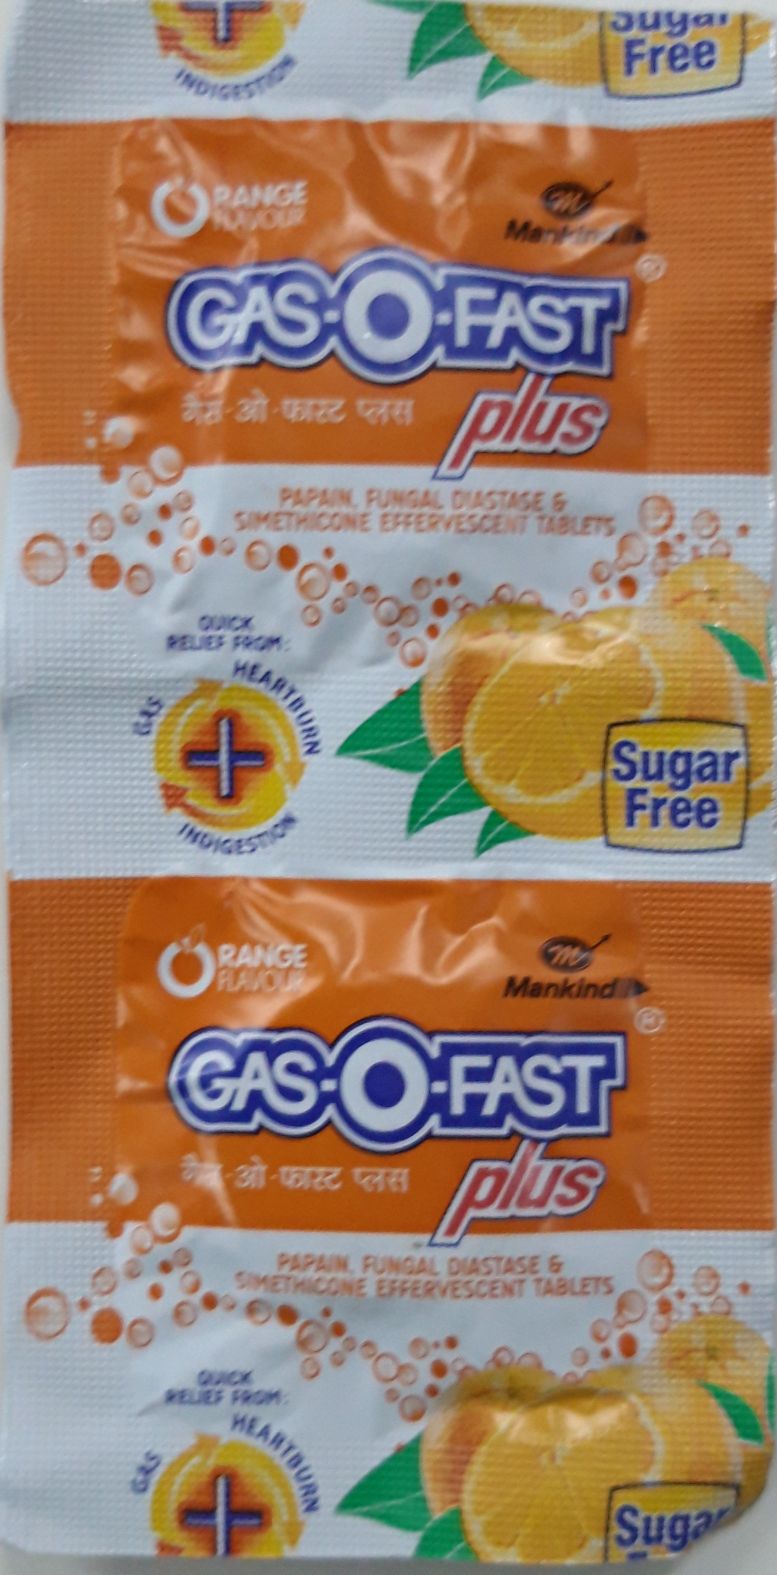 INDIGESTION
Sugar
Free
ORANGE
FLAVOUR
Mankind
GAS-O-FAST
गैस-ओ-फास्ट प्लस
plus
PAPAIN, FUNGAL DIASTASE &
SIMETHICONE EFFERVESCENT TABLETS
QUICK
RELIEF FROM:
GAS
HEARTBURN
INDIGESTION
Sugar
Free
ORANGE
FLAVOUR
Mankind
GAS-O-FAST
गैस-ओ-फास्ट प्लस
plus
PAPAIN, FUNGAL DIASTASE &
SIMETHICONE EFFERVESCENT TABLETS
QUICK
RELIEF FROM:
GAS
HEARTBURN
Sugar